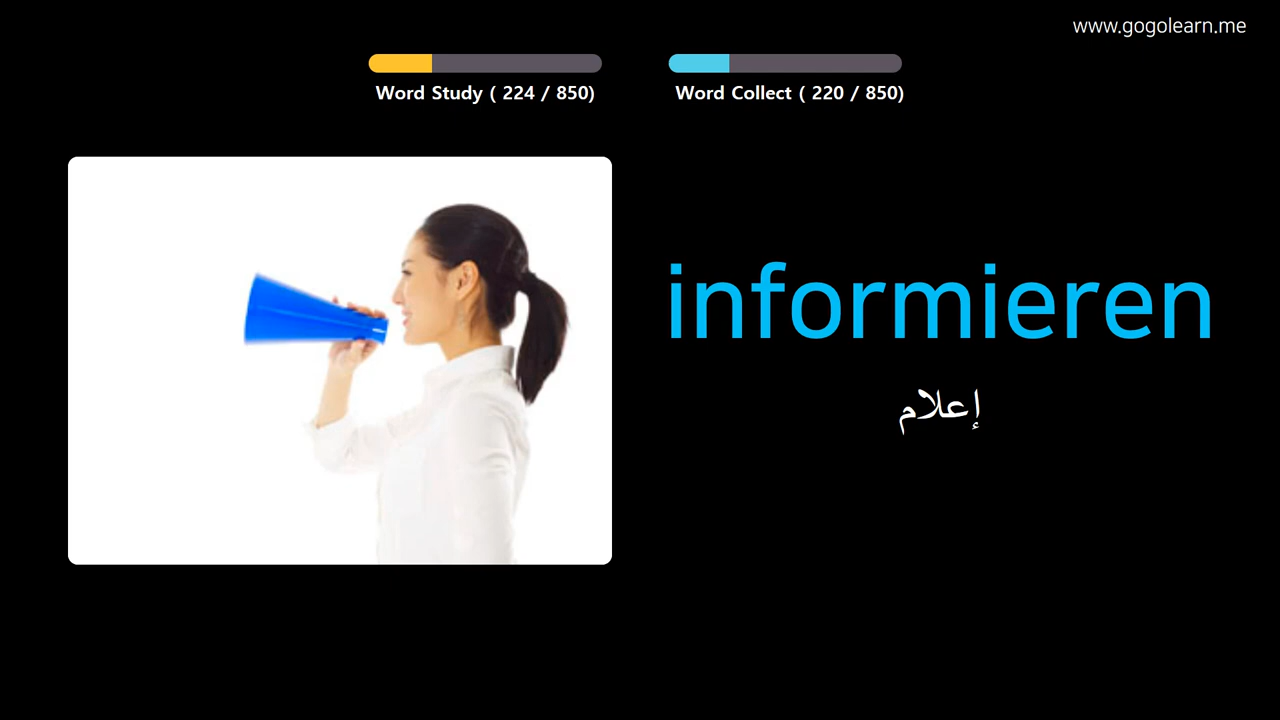 www.gogolearn.me
Word Study ( 224 / 850)
Word Collect ( 220 / 850)
informieren
إعلام